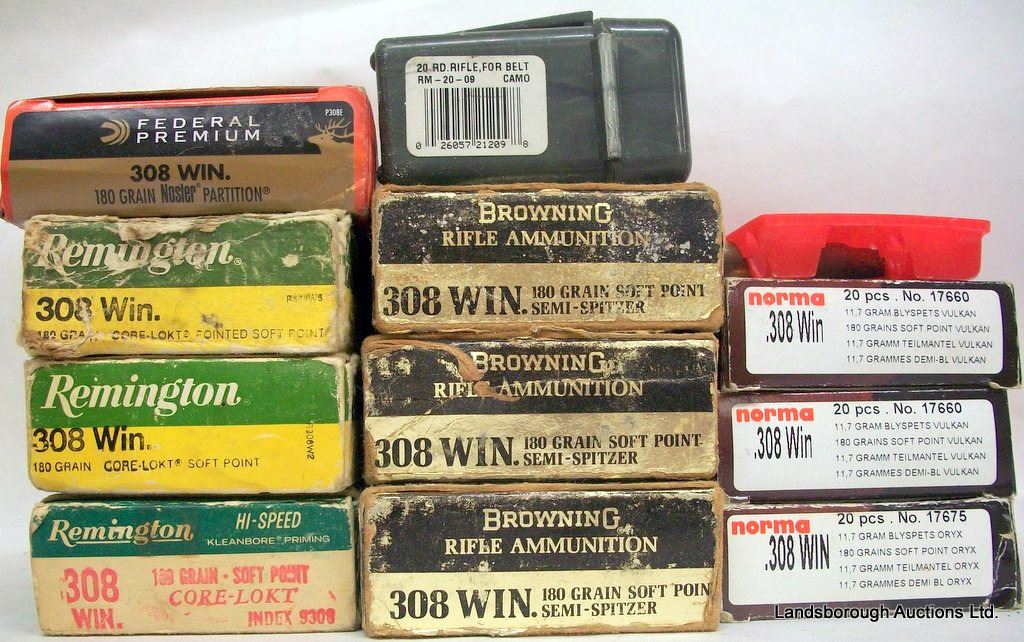 FEDERAL
PREMIUM
P308E
308 WIN.
180 GRAIN Nosler® PARTITION®
Remington®
308 Win.
180 GRAIN CORE-LOKT® POINTED SOFT POINT
Remington
308 Win.
R308W2
180 GRAIN CORE-LOKT® SOFT POINT
Remington HI-SPEED
KLEANBORE® PRIMING
308 WIN.
180 GRAIN - SOFT POINT
CORE-LOKT
INDEX 9308
20 RD. RIFLE, FOR BELT
RM-20-09 CAMO
0 26057 21209 8
BROWNING
RIFLE AMMUNITION
308 WIN. 180 GRAIN SOFT POINT
SEMI-SPITZER
BROWNING
RIFLE AMMUNITION
308 WIN. 180 GRAIN SOFT POINT
SEMI-SPITZER
BROWNING®
RIFLE AMMUNITION
308 WIN. 180 GRAIN SOFT POIN
SEMI-SPITZER
norma 20 pcs. No. 17660
.308 Win
11,7 GRAM BLYSPETS VULKAN
180 GRAINS SOFT POINT VULKAN
11,7 GRAMM TEILMANTEL VULKAN
11,7 GRAMMES DEMI-BL VULKAN
norma 20 pcs. No. 17660
.308 Win
11,7 GRAM BLYSPETS VULKAN
180 GRAINS SOFT POINT VULKAN
11,7 GRAMM TEILMANTEL VULKAN
11,7 GRAMMES DEMI-BL VULKAN
norma 20 pcs. No. 17675
.308 WIN
11,7 GRAM BLYSPETS ORYX
180 GRAINS SOFT POINT ORYX
11,7 GRAMM TEILMANTEL ORYX
11,7 GRAMMES DEMI BL ORYX
Landsborough Auctions Ltd.